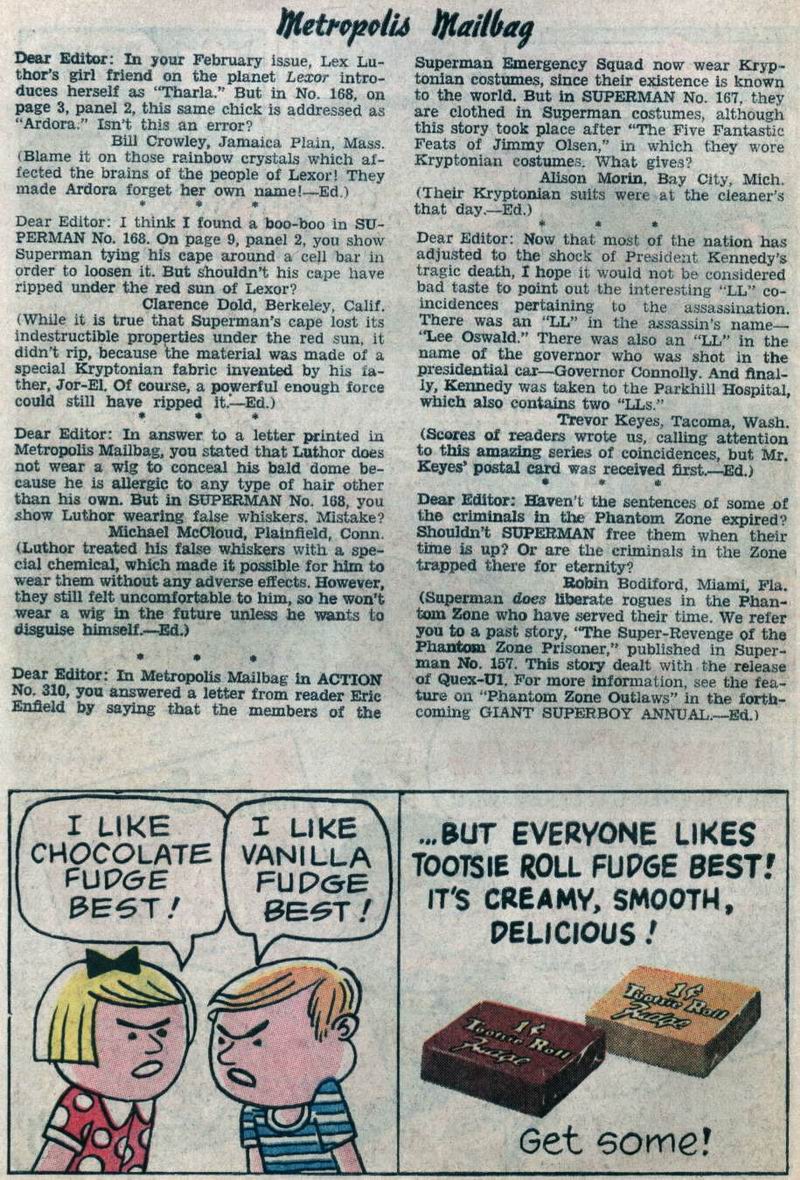 Metropolis Mailbag
Dear Editor: In your February issue, Lex Lu-
thor's girl friend on the planet Lexor intro-
duces herself as "Tharla." But in No. 168, on
page 3, panel 2, this same chick is addressed as
"Ardora." Isn't this an error?
Bill Crowley, Jamaica Plain, Mass.
(Blame it on those rainbow crystals which af-
fected the brains of the people of Lexor! They
made Ardora forget her own name!—Ed.)
* * *
Dear Editor: I think I found a boo-boo in SU-
PERMAN No. 168. On page 9, panel 2, you show
Superman tying his cape around a cell bar in
order to loosen it. But shouldn't his cape have
ripped under the red sun of Lexor?
Clarence Dold, Berkeley, Calif.
(While it is true that Superman's cape lost its
indestructible properties under the red sun, it
didn't rip, because the material was made of a
special Kryptonian fabric invented by his fa-
ther, Jor-El. Of course, a powerful enough force
could still have ripped it.—Ed.)
* * *
Dear Editor: In answer to a letter printed in
Metropolis Mailbag, you stated that Luthor does
not wear a wig to conceal his bald dome be-
cause he is allergic to any type of hair other
than his own. But in SUPERMAN No. 168, you
show Luthor wearing false whiskers. Mistake?
Michael McCloud, Plainfield, Conn.
(Luthor treated his false whiskers with a spe-
cial chemical, which made it possible for him to
wear them without any adverse effects. However,
they still felt uncomfortable to him, so he won't
wear a wig in the future unless he wants to
disguise himself.—Ed.)
* * *
Dear Editor: In Metropolis Mailbag in ACTION
No. 310, you answered a letter from reader Eric
Enfield by saying that the members of the
Superman Emergency Squad now wear Kryp-
tonian costumes, since their existence is known
to the world. But in SUPERMAN No. 167, they
are clothed in Superman costumes, although
this story took place after "The Five Fantastic
Feats of Jimmy Olsen," in which they wore
Kryptonian costumes. What gives?
Alison Morin, Bay City, Mich.
(Their Kryptonian suits were at the cleaner's
that day.—Ed.)
* * *
Dear Editor: Now that most of the nation has
adjusted to the shock of President Kennedy's
tragic death, I hope it would not be considered
bad taste to point out the interesting "LL" co-
incidences pertaining to the assassination.
There was an "LL" in the assassin's name—
"Lee Oswald." There was also an "LL" in the
name of the governor who was shot in the
presidential car—Governor Connolly. And final-
ly, Kennedy was taken to the Parkhill Hospital,
which also contains two "LLs."
Trevor Keyes, Tacoma, Wash.
(Scores of readers wrote us, calling attention
to this amazing series of coincidences, but Mr.
Keyes' postal card was received first.—Ed.)
* * *
Dear Editor: Haven't the sentences of some of
the criminals in the Phantom Zone expired?
Shouldn't SUPERMAN free them when their
time is up? Or are the criminals in the Zone
trapped there for eternity?
Robin Bodiford, Miami, Fla.
(Superman does liberate rogues in the Phan-
tom Zone who have served their time. We refer
you to a past story, "The Super-Revenge of the
Phantom Zone Prisoner," published in Super-
man No. 157. This story dealt with the release
of Quex-Ul. For more information, see the fea-
ture on "Phantom Zone Outlaws" in the forth-
coming GIANT SUPERBOY ANNUAL.—Ed.)
I LIKE
CHOCOLATE
FUDGE
BEST!
I LIKE
VANILLA
FUDGE
BEST!
...BUT EVERYONE LIKES
TOOTSIE ROLL FUDGE BEST!
IT'S CREAMY, SMOOTH,
DELICIOUS!
1¢
Tootsie Roll
Fudge
1¢
Tootsie Roll
Fudge
Get some!